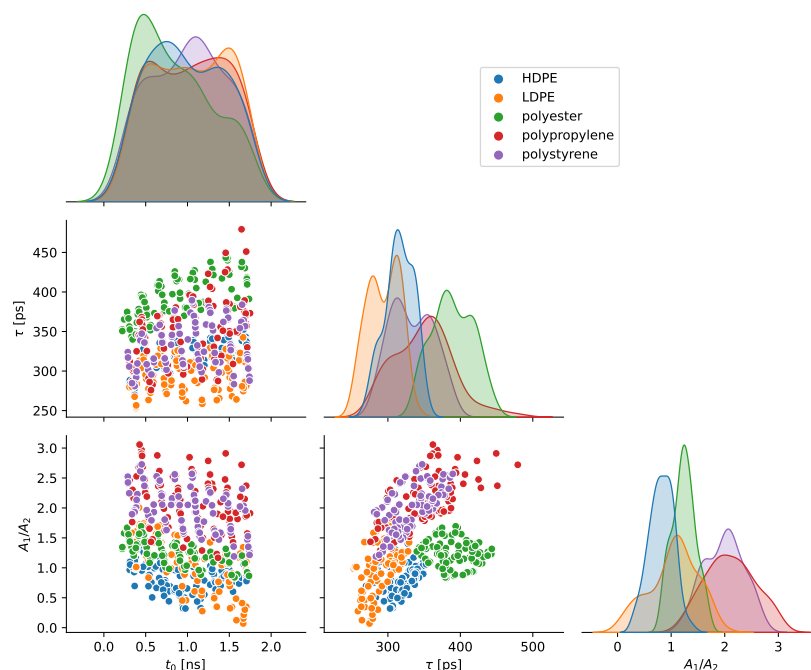 HDPE
LDPE
polyester
polypropylene
polystyrene
450
400
350
300
250
τ [ps]
3.0
2.5
2.0
1.5
1.0
0.5
0.0
A₁/A₂
0.0 0.5 1.0 1.5 2.0
t₀ [ns]
300 400 500
τ [ps]
0 1 2 3
A₁/A₂